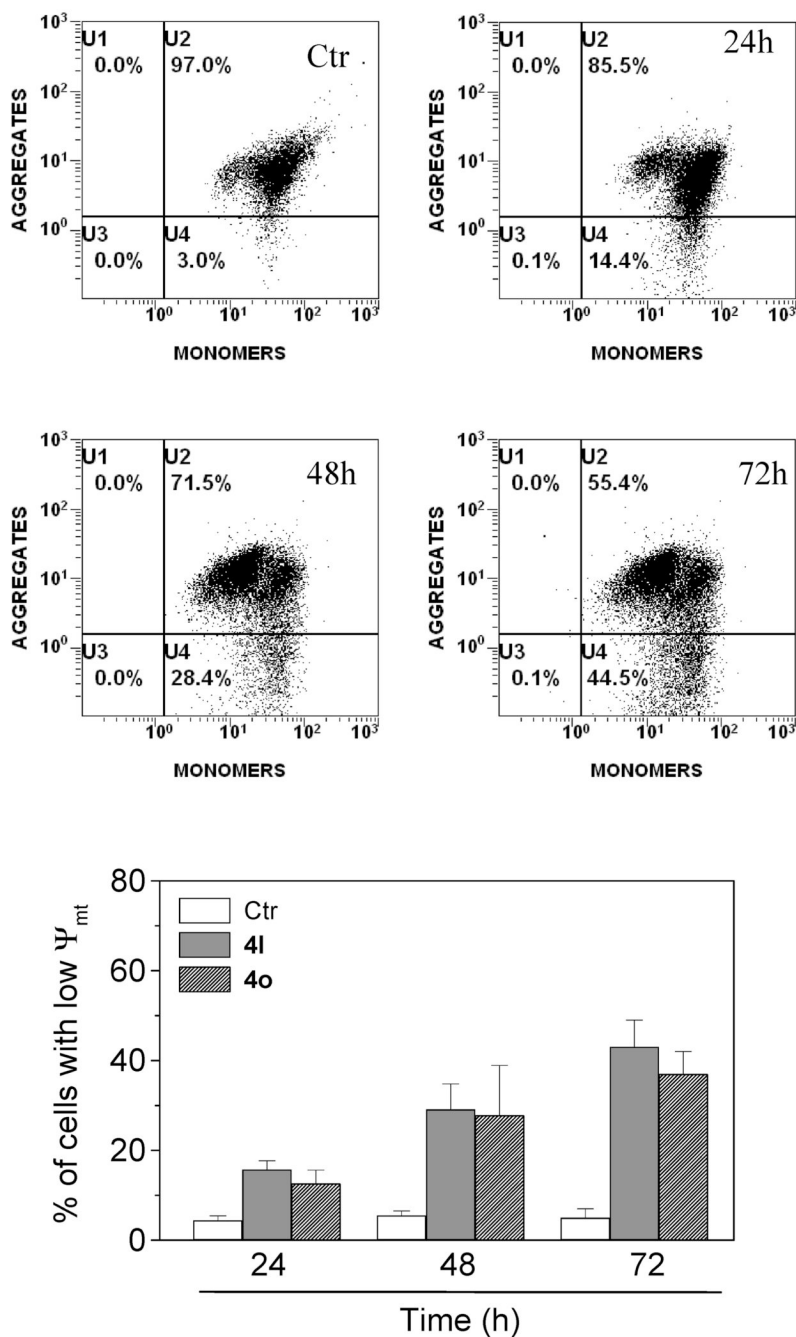 10³
U1
U2
Ctr
0.0%
97.0%
10²
AGGREGATES
10¹
10⁰
U3
U4
0.0%
3.0%
10⁰ 10¹ 10² 10³
MONOMERS
10³
U1
U2
24h
0.0%
85.5%
10²
AGGREGATES
10¹
10⁰
U3
U4
0.1%
14.4%
10⁰ 10¹ 10² 10³
MONOMERS
10³
U1
U2
48h
0.0%
71.5%
10²
AGGREGATES
10¹
10⁰
U3
U4
0.0%
28.4%
10⁰ 10¹ 10² 10³
MONOMERS
10³
U1
U2
72h
0.0%
55.4%
10²
AGGREGATES
10¹
10⁰
U3
U4
0.1%
44.5%
10⁰ 10¹ 10² 10³
MONOMERS
% of cells with low Ψmt
80
60
40
20
0
Ctr
4l
4o
24 48 72
Time (h)